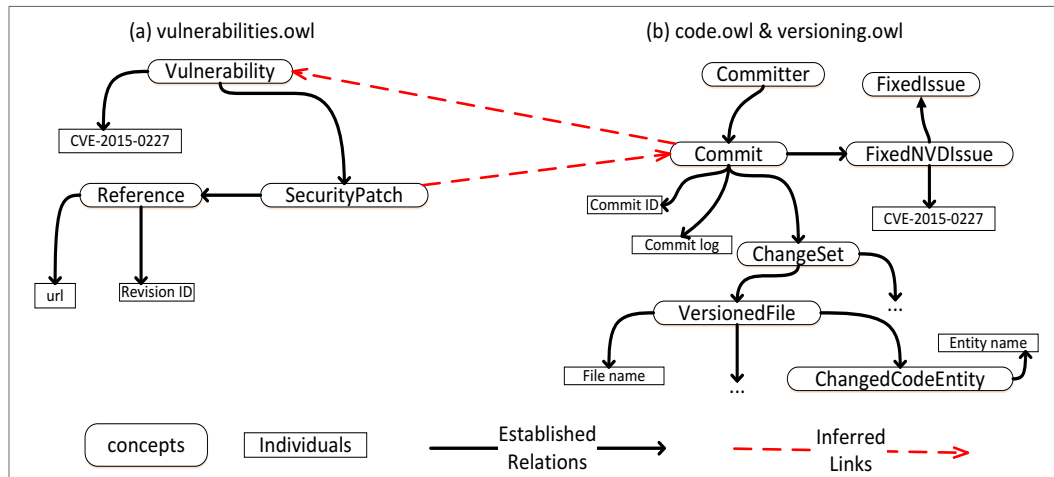 (a) vulnerabilities.owl
(b) code.owl & versioning.owl
Vulnerability
Committer
FixedIssue
CVE-2015-0227
Commit
FixedNVDIssue
Reference
SecurityPatch
Commit ID
CVE-2015-0227
Commit log
ChangeSet
url
Revision ID
...
VersionedFile
File name
...
Entity name
ChangedCodeEntity
concepts
Individuals
Established
Relations
Inferred
Links